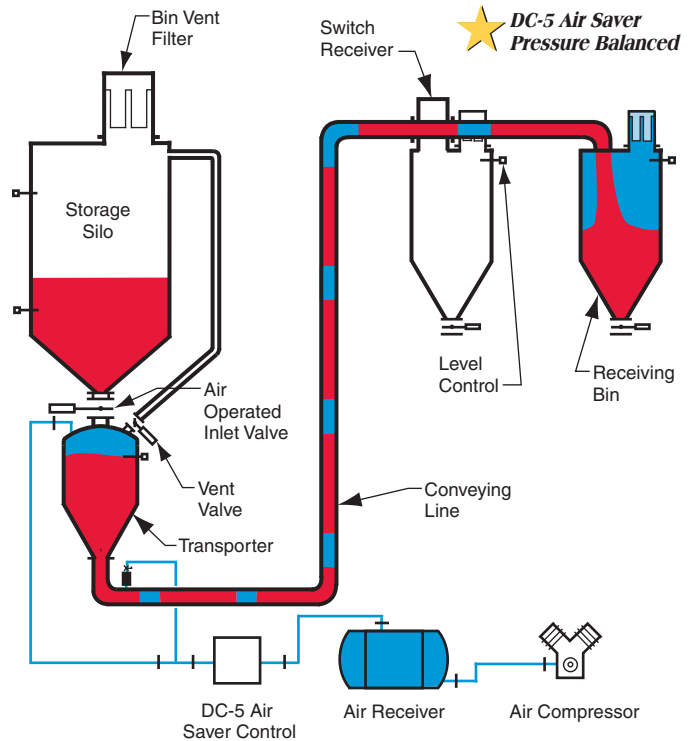 Bin Vent
Filter
Switch
Receiver
DC-5 Air Saver
Pressure Balanced
Storage
Silo
Air
Operated
Inlet Valve
Level
Control
Receiving
Bin
Vent
Valve
Conveying
Line
Transporter
DC-5 Air
Saver Control
Air Receiver
Air Compressor